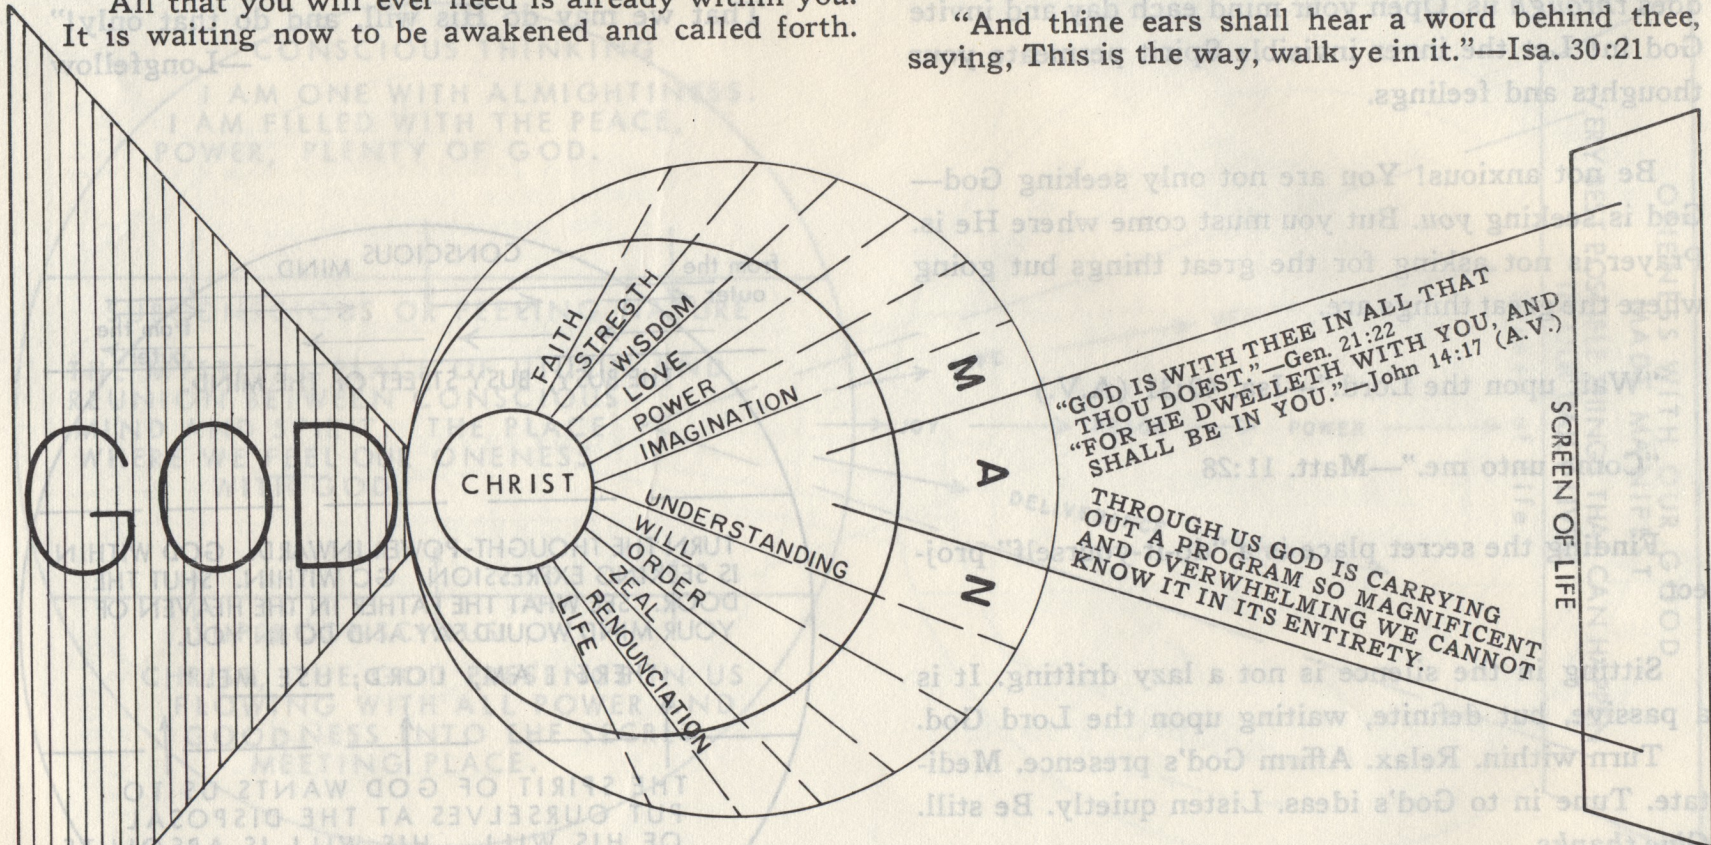 All that you will ever need is already within you.
It is waiting now to be awakened and called forth.
“And thine ears shall hear a word behind thee,
saying, This is the way, walk ye in it.”—Isa. 30:21
GOD
CHRIST
FAITH
STREGTH
WISDOM
LOVE
POWER
IMAGINATION
UNDERSTANDING
WILL
ORDER
ZEAL
RENOUNCIATION
LIFE
MAN
“GOD IS WITH THEE IN ALL THAT
THOU DOEST.”—Gen. 21:22
“FOR HE DWELLETH WITH YOU, AND
SHALL BE IN YOU.”—John 14:17 (A.V.)
THROUGH US GOD IS CARRYING
OUT A PROGRAM SO MAGNIFICENT
AND OVERWHELMING WE CANNOT
KNOW IT IN ITS ENTIRETY.
SCREEN OF LIFE